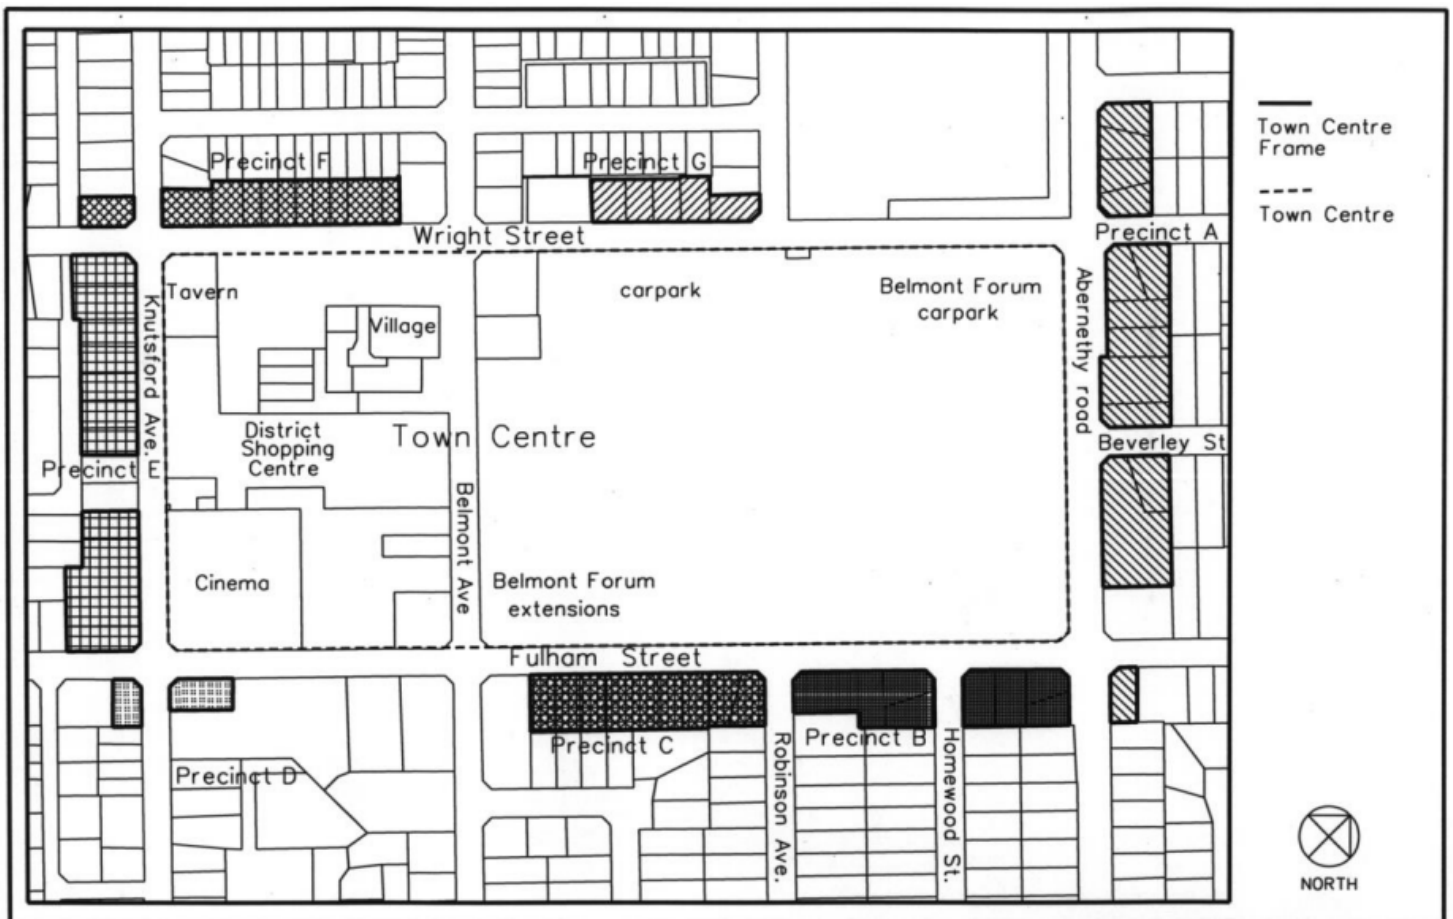 Town Centre
Frame
Town Centre
Precinct F
Precinct G
Wright Street
Precinct A
Tavern
carpark
Belmont Forum
carpark
Village
Knutsford Ave.
Abernethy road
District
Shopping
Centre
Town Centre
Beverley St
Precinct E
Belmont Ave
Cinema
Belmont Forum
extensions
Fulham Street
Precinct C
Precinct B
Robinson Ave.
Homewood St.
Precinct D
NORTH